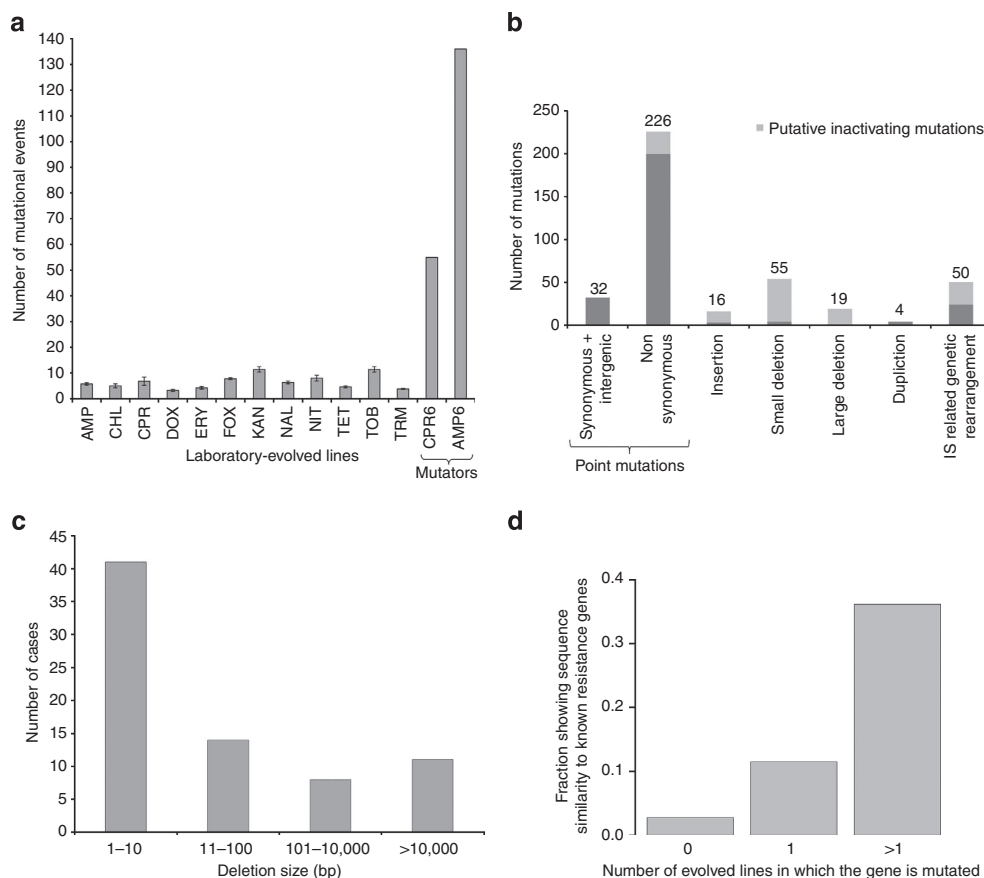 a
140
130
120
110
100
90
80
70
60
50
40
30
20
10
0
Number of mutational events
AMP
CHL
CPR
DOX
ERY
FOX
KAN
NAL
NIT
TET
TOB
TRM
CPR6
AMP6
Laboratory-evolved lines
Mutators
b
250
200
150
100
50
0
Number of mutations
Putative inactivating mutations
32
226
16
55
19
4
50
Synonymous +
intergenic
Non
synonymous
Insertion
Small deletion
Large deletion
Dupliction
IS related genetic
rearrangement
Point mutations
c
45
40
35
30
25
20
15
10
5
0
Number of cases
1–10
11–100
101–10,000
>10,000
Deletion size (bp)
d
0.4
0.3
0.2
0.1
0.0
Fraction showing sequence
similarity to known resistance genes
0
1
>1
Number of evolved lines in which the gene is mutated